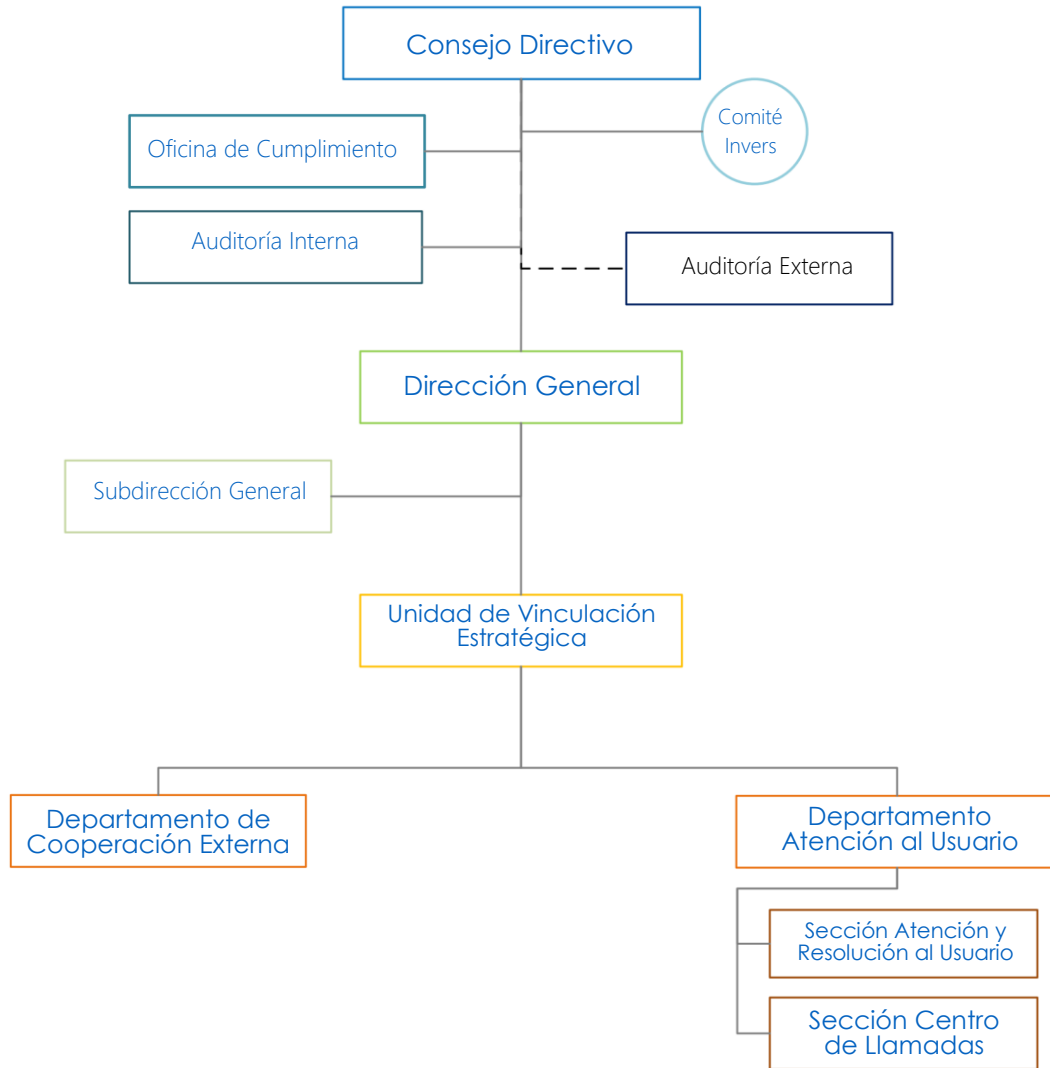 Consejo Directivo
Comité
Invers
Oficina de Cumplimiento
Auditoría Interna
Auditoría Externa
Dirección General
Subdirección General
Unidad de Vinculación
Estratégica
Departamento de
Cooperación Externa
Departamento
Atención al Usuario
Sección Atención y
Resolución al Usuario
Sección Centro
de Llamadas